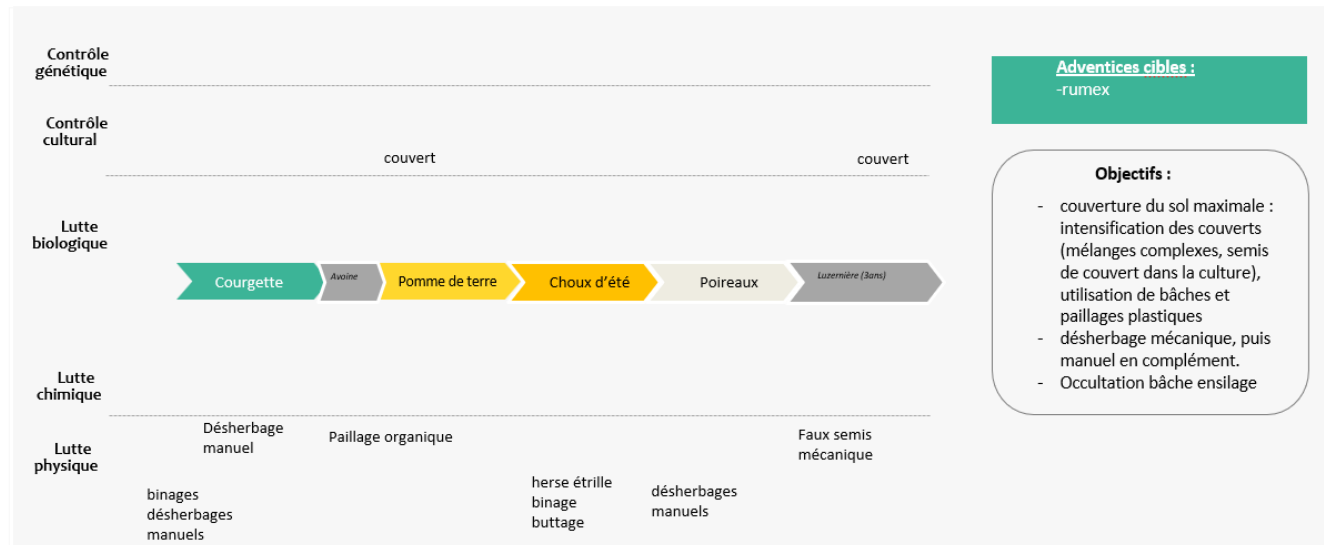 Contrôle
génétique
Contrôle
cultural
couvert
couvert
Lutte
biologique
Courgette
Avoine
Pomme de terre
Choux d'été
Poireaux
Luzernière (3ans)
Lutte
chimique
Lutte
physique
Désherbage
manuel
Paillage organique
Faux semis
mécanique
binages
désherbages
manuels
herse étrille
binage
buttage
désherbages
manuels
Adventices cibles :
-rumex
Objectifs :
- couverture du sol maximale :
intensification des couverts
(mélanges complexes, semis
de couvert dans la culture),
utilisation de bâches et
paillages plastiques
- désherbage mécanique, puis
manuel en complément.
- Occultation bâche ensilage